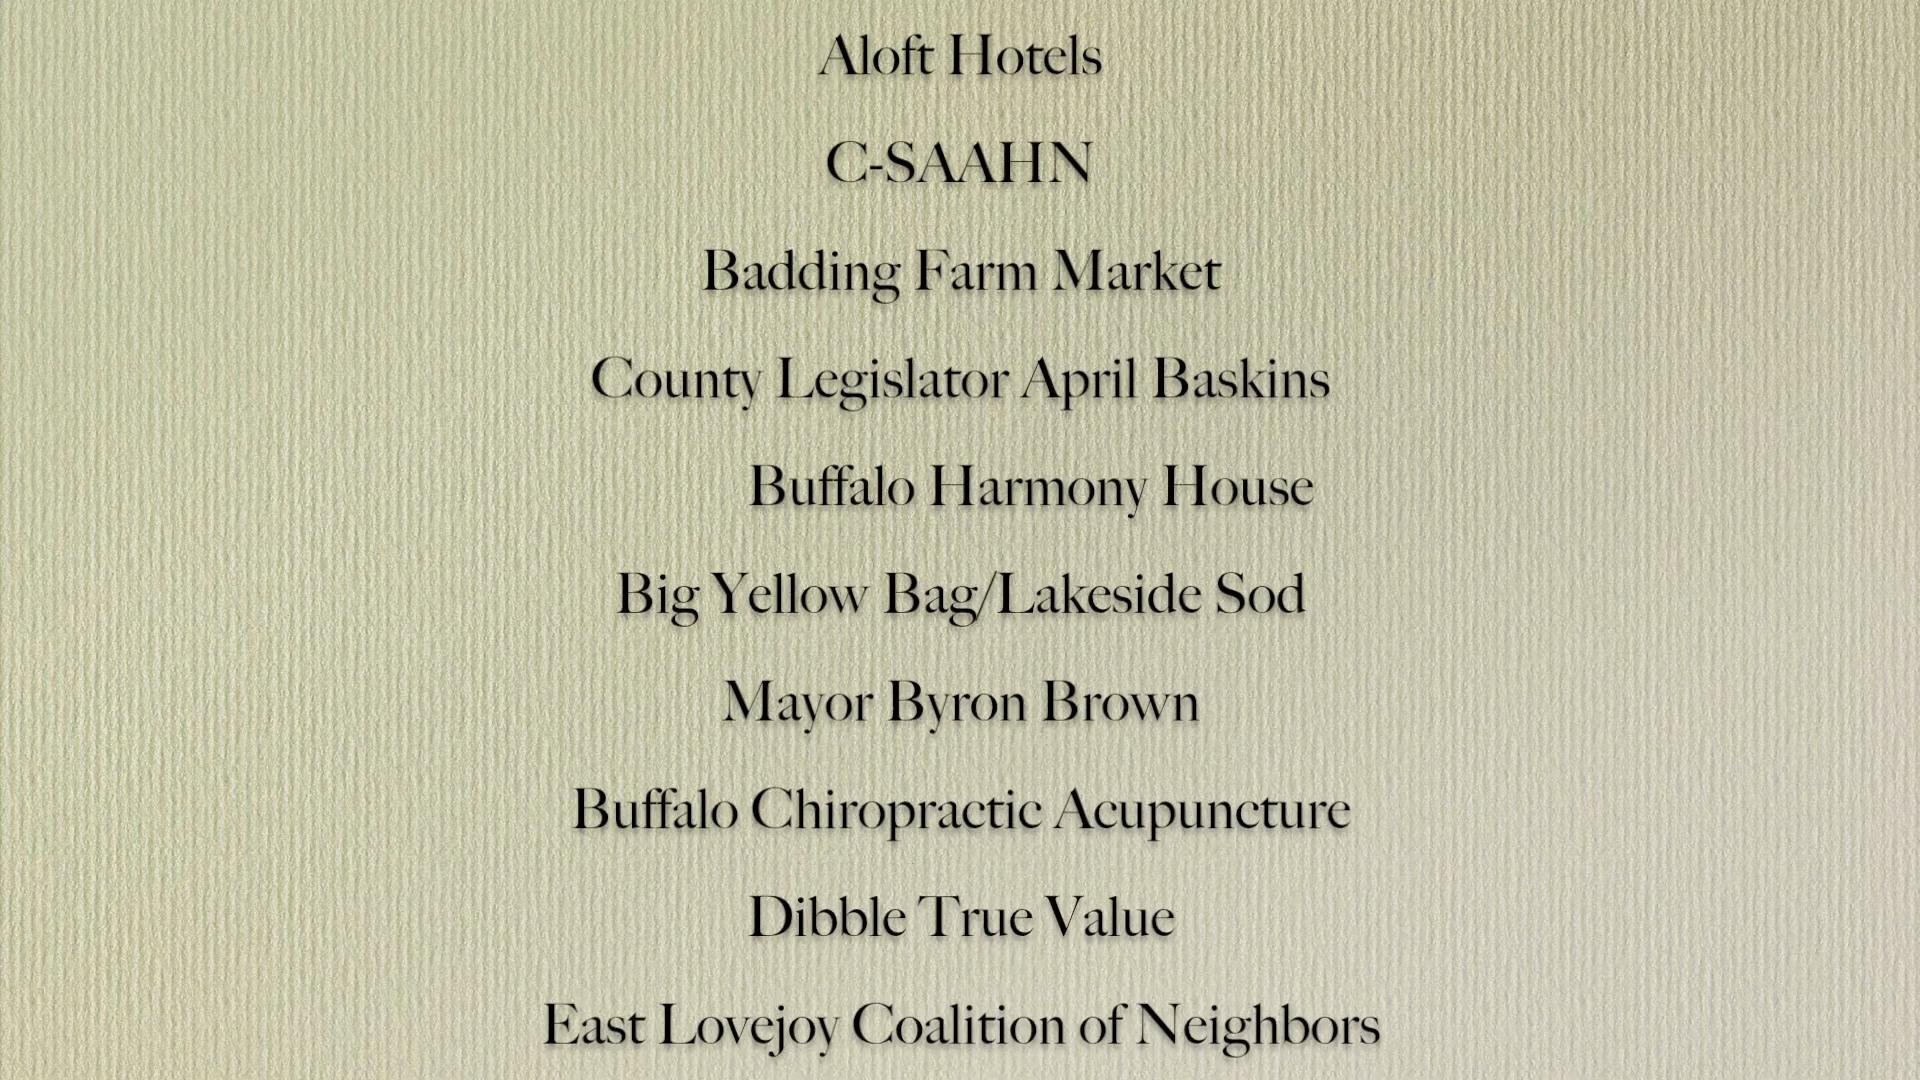 Aloft Hotels
C-SAAHN
Badding Farm Market
County Legislator April Baskins
Buffalo Harmony House
Big Yellow Bag/Lakeside Sod
Mayor Byron Brown
Buffalo Chiropractic Acupuncture
Dibble True Value
East Lovejoy Coalition of Neighbors